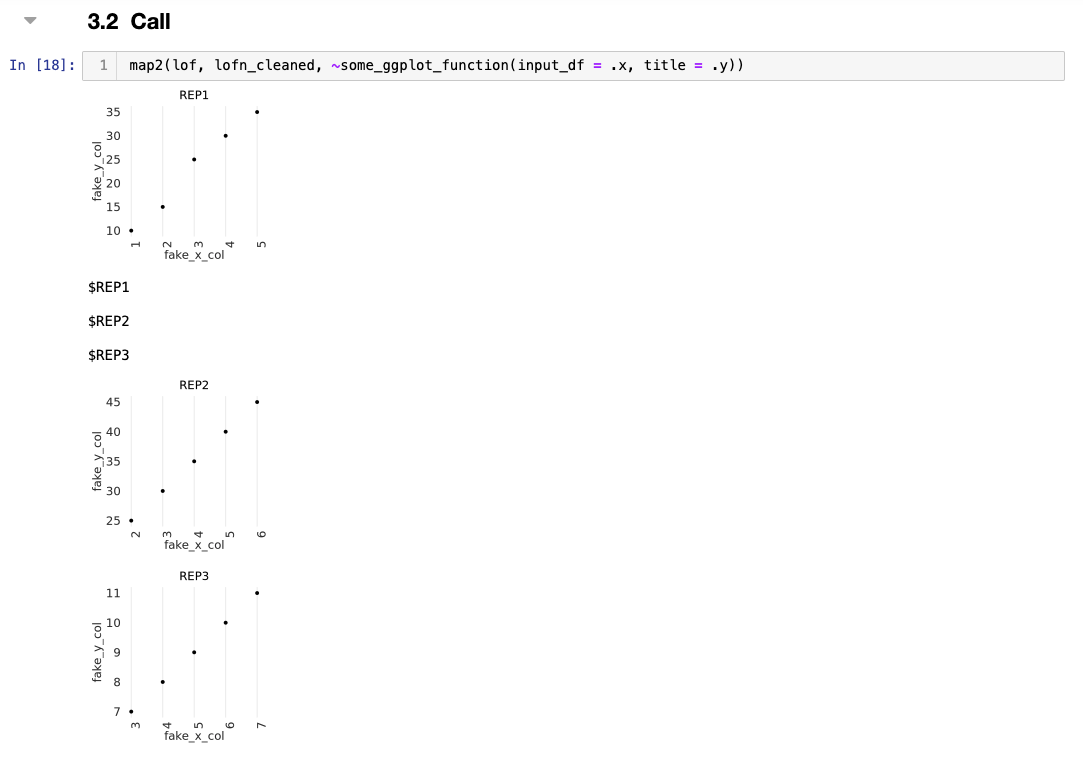 3.2 Call
In [18]:
1 map2(lof, lofn_cleaned, ~some_ggplot_function(input_df = .x, title = .y))
REP1
35
30
25
20
15
10
fake_y_col
1 2 3 4 5
fake_x_col
$REP1
$REP2
$REP3
REP2
45
40
35
30
25
fake_y_col
2 3 4 5 6
fake_x_col
REP3
11
10
9
8
7
fake_y_col
3 4 5 6 7
fake_x_col